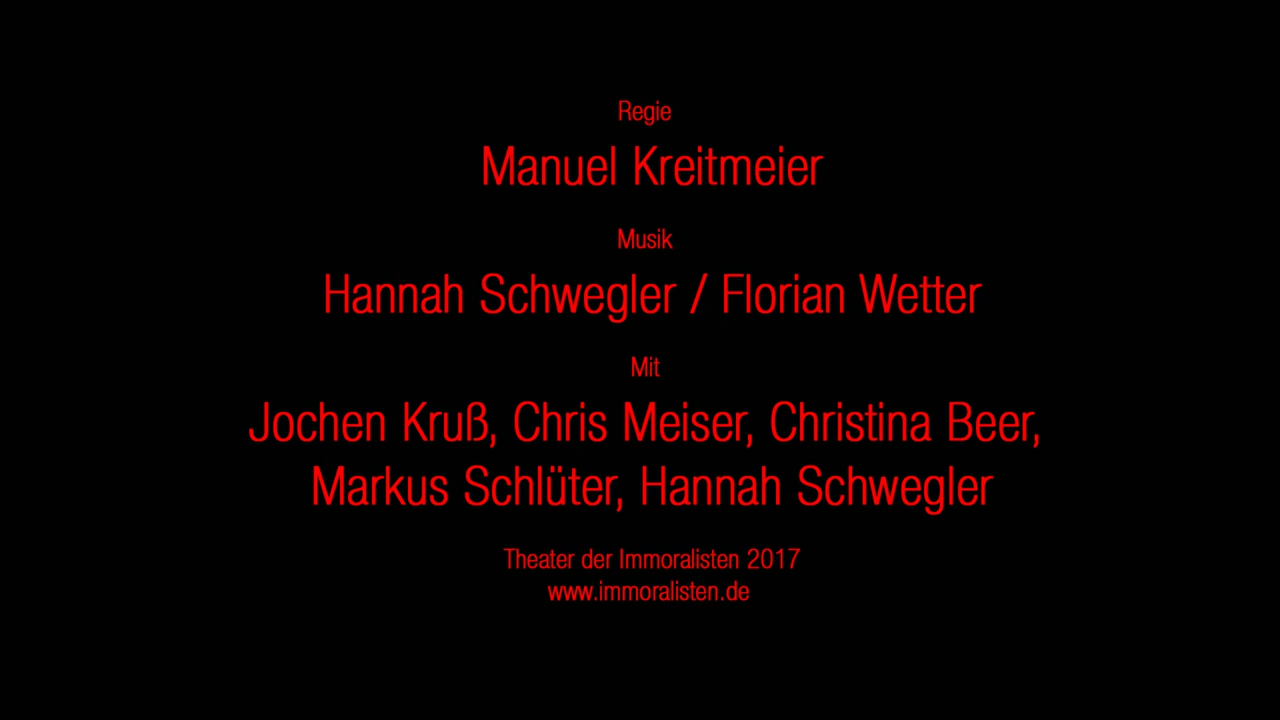 Regie
Manuel Kreitmeier
Musik
Hannah Schwegler / Florian Wetter
Mit
Jochen Kruß, Chris Meiser, Christina Beer,
Markus Schlüter, Hannah Schwegler
Theater der Immoralisten 2017
www.immoralisten.de